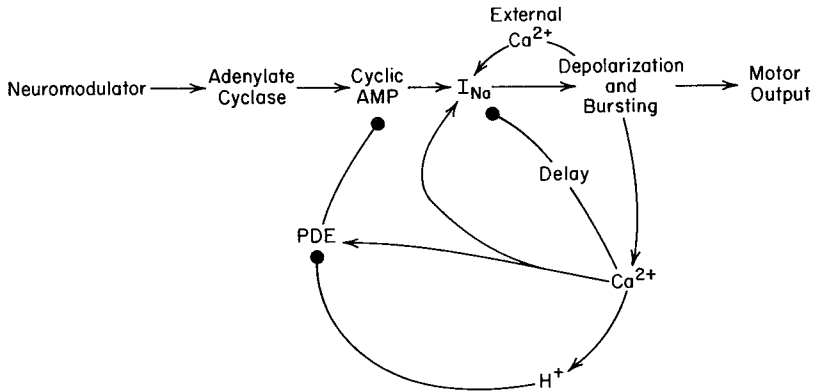 External
Ca2+
Neuromodulator
Adenylate
Cyclase
Cyclic
AMP
INa
Depolarization
and
Bursting
Motor
Output
Delay
PDE
Ca2+
H+